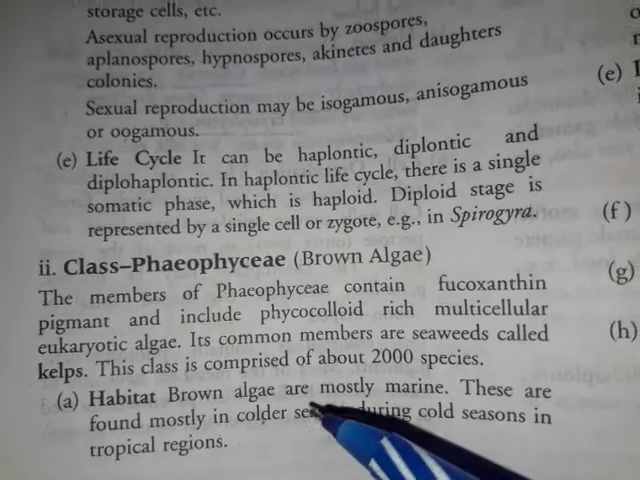 storage cells, etc.
Asexual reproduction occurs by zoospores,
aplanospores, hypnospores, akinetes and daughters
colonies.
Sexual reproduction may be isogamous, anisogamous
or oogamous.
(e) Life Cycle It can be haplontic, diplontic and
diplohaplontic. In haplontic life cycle, there is a single
somatic phase, which is haploid. Diploid stage is
represented by a single cell or zygote, e.g., in Spirogyra.
ii. Class–Phaeophyceae (Brown Algae)
The members of Phaeophyceae contain fucoxanthin
pigmant and include phycocolloid rich multicellular
eukaryotic algae. Its common members are seaweeds called
kelps. This class is comprised of about 2000 species.
(a) Habitat Brown algae are mostly marine. These are
found mostly in colder during cold seasons in
tropical regions.
(e)
(f)
(g)
(h)